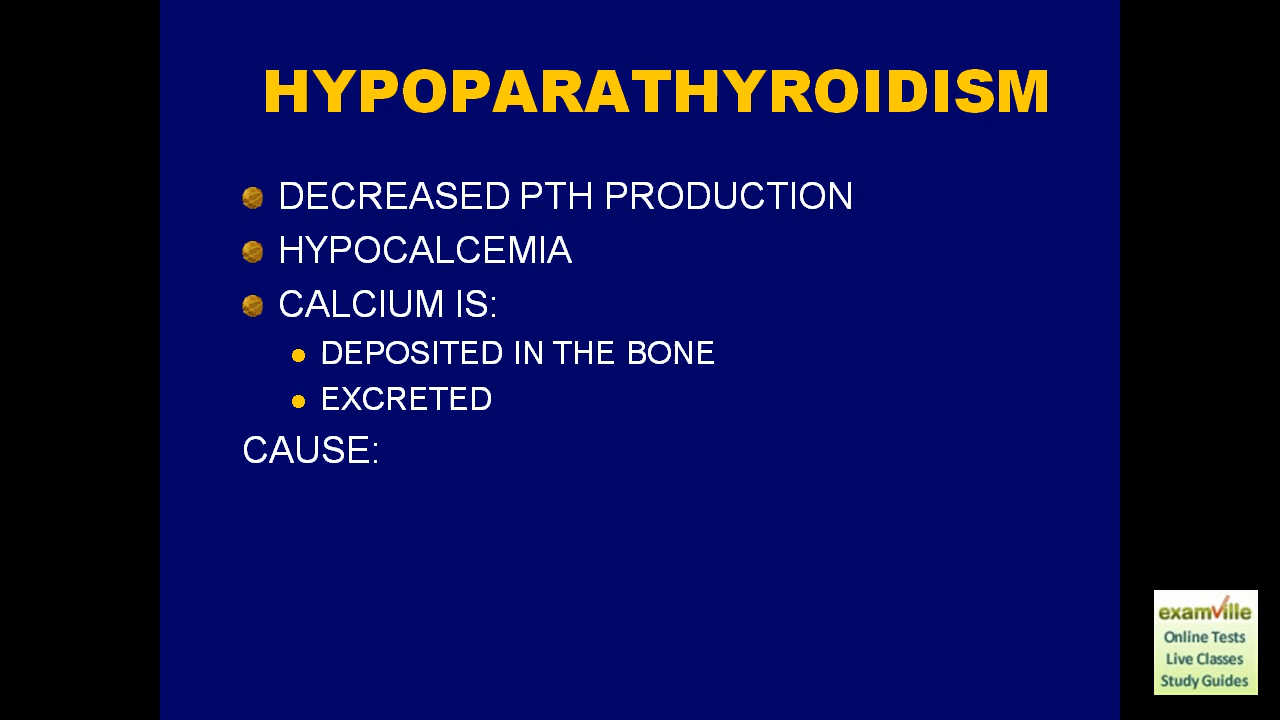 HYPOPARATHYROIDISM
DECREASED PTH PRODUCTION
HYPOCALCEMIA
CALCIUM IS:
DEPOSITED IN THE BONE
EXCRETED
CAUSE:
examville
Online Tests
Live Classes
Study Guides